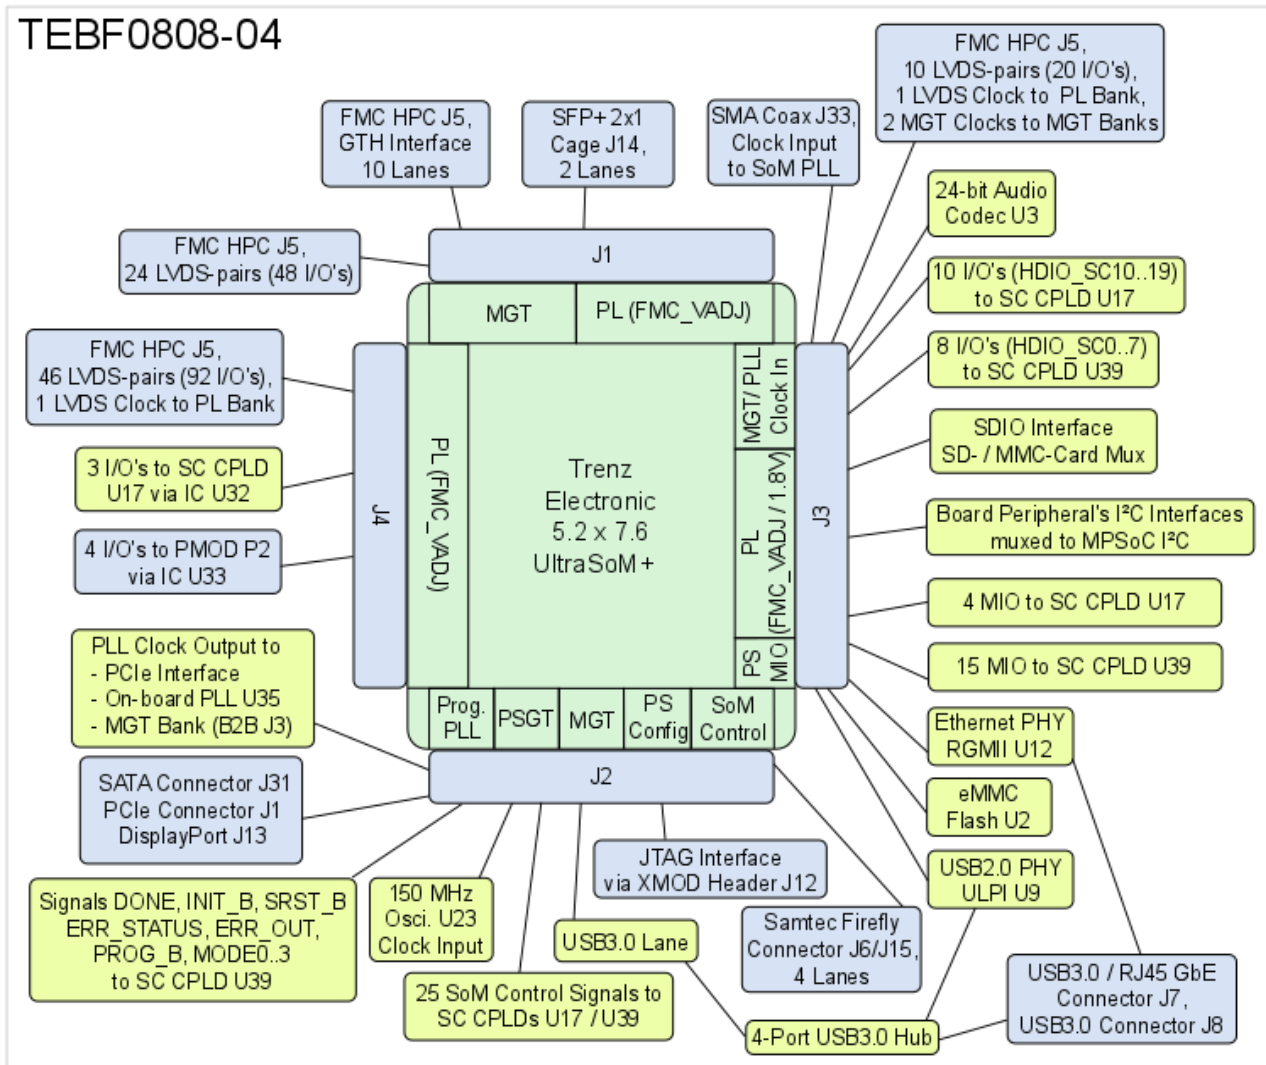 TEBF0808-04
FMC HPC J5,
10 LVDS-pairs (20 I/O's),
1 LVDS Clock to PL Bank,
2 MGT Clocks to MGT Banks
FMC HPC J5,
GTH Interface
10 Lanes
SFP+ 2x1
Cage J14,
2 Lanes
SMA Coax J33,
Clock Input
to SoM PLL
24-bit Audio
Codec U3
FMC HPC J5,
24 LVDS-pairs (48 I/O's)
J1
10 I/O's (HDIO_SC10..19)
to SC CPLD U17
MGT
PL (FMC_VADJ)
FMC HPC J5,
46 LVDS-pairs (92 I/O's),
1 LVDS Clock to PL Bank
8 I/O's (HDIO_SC0..7)
to SC CPLD U39
MGT/ PLL
Clock In
SDIO Interface
SD- / MMC-Card Mux
3 I/O's to SC CPLD
U17 via IC U32
J4
PL (FMC_VADJ)
Trenz
Electronic
5.2 x 7.6
UltraSoM+
PL
(FMC_VADJ / 1.8V)
J3
Board Peripheral's I²C Interfaces
muxed to MPSoC I²C
4 I/O's to PMOD P2
via IC U33
4 MIO to SC CPLD U17
PLL Clock Output to
- PCIe Interface
- On-board PLL U35
- MGT Bank (B2B J3)
PS
MIO
15 MIO to SC CPLD U39
Prog.
PLL
PSGT
MGT
PS
Config
SoM
Control
Ethernet PHY
RGMII U12
J2
SATA Connector J31
PCIe Connector J1
DisplayPort J13
eMMC
Flash U2
JTAG Interface
via XMOD Header J12
USB2.0 PHY
ULPI U9
Signals DONE, INIT_B, SRST_B
ERR_STATUS, ERR_OUT,
PROG_B, MODE0..3
to SC CPLD U39
150 MHz
Osci. U23
Clock Input
USB3.0 Lane
Samtec Firefly
Connector J6/J15,
4 Lanes
25 SoM Control Signals to
SC CPLDs U17 / U39
4-Port USB3.0 Hub
USB3.0 / RJ45 GbE
Connector J7,
USB3.0 Connector J8